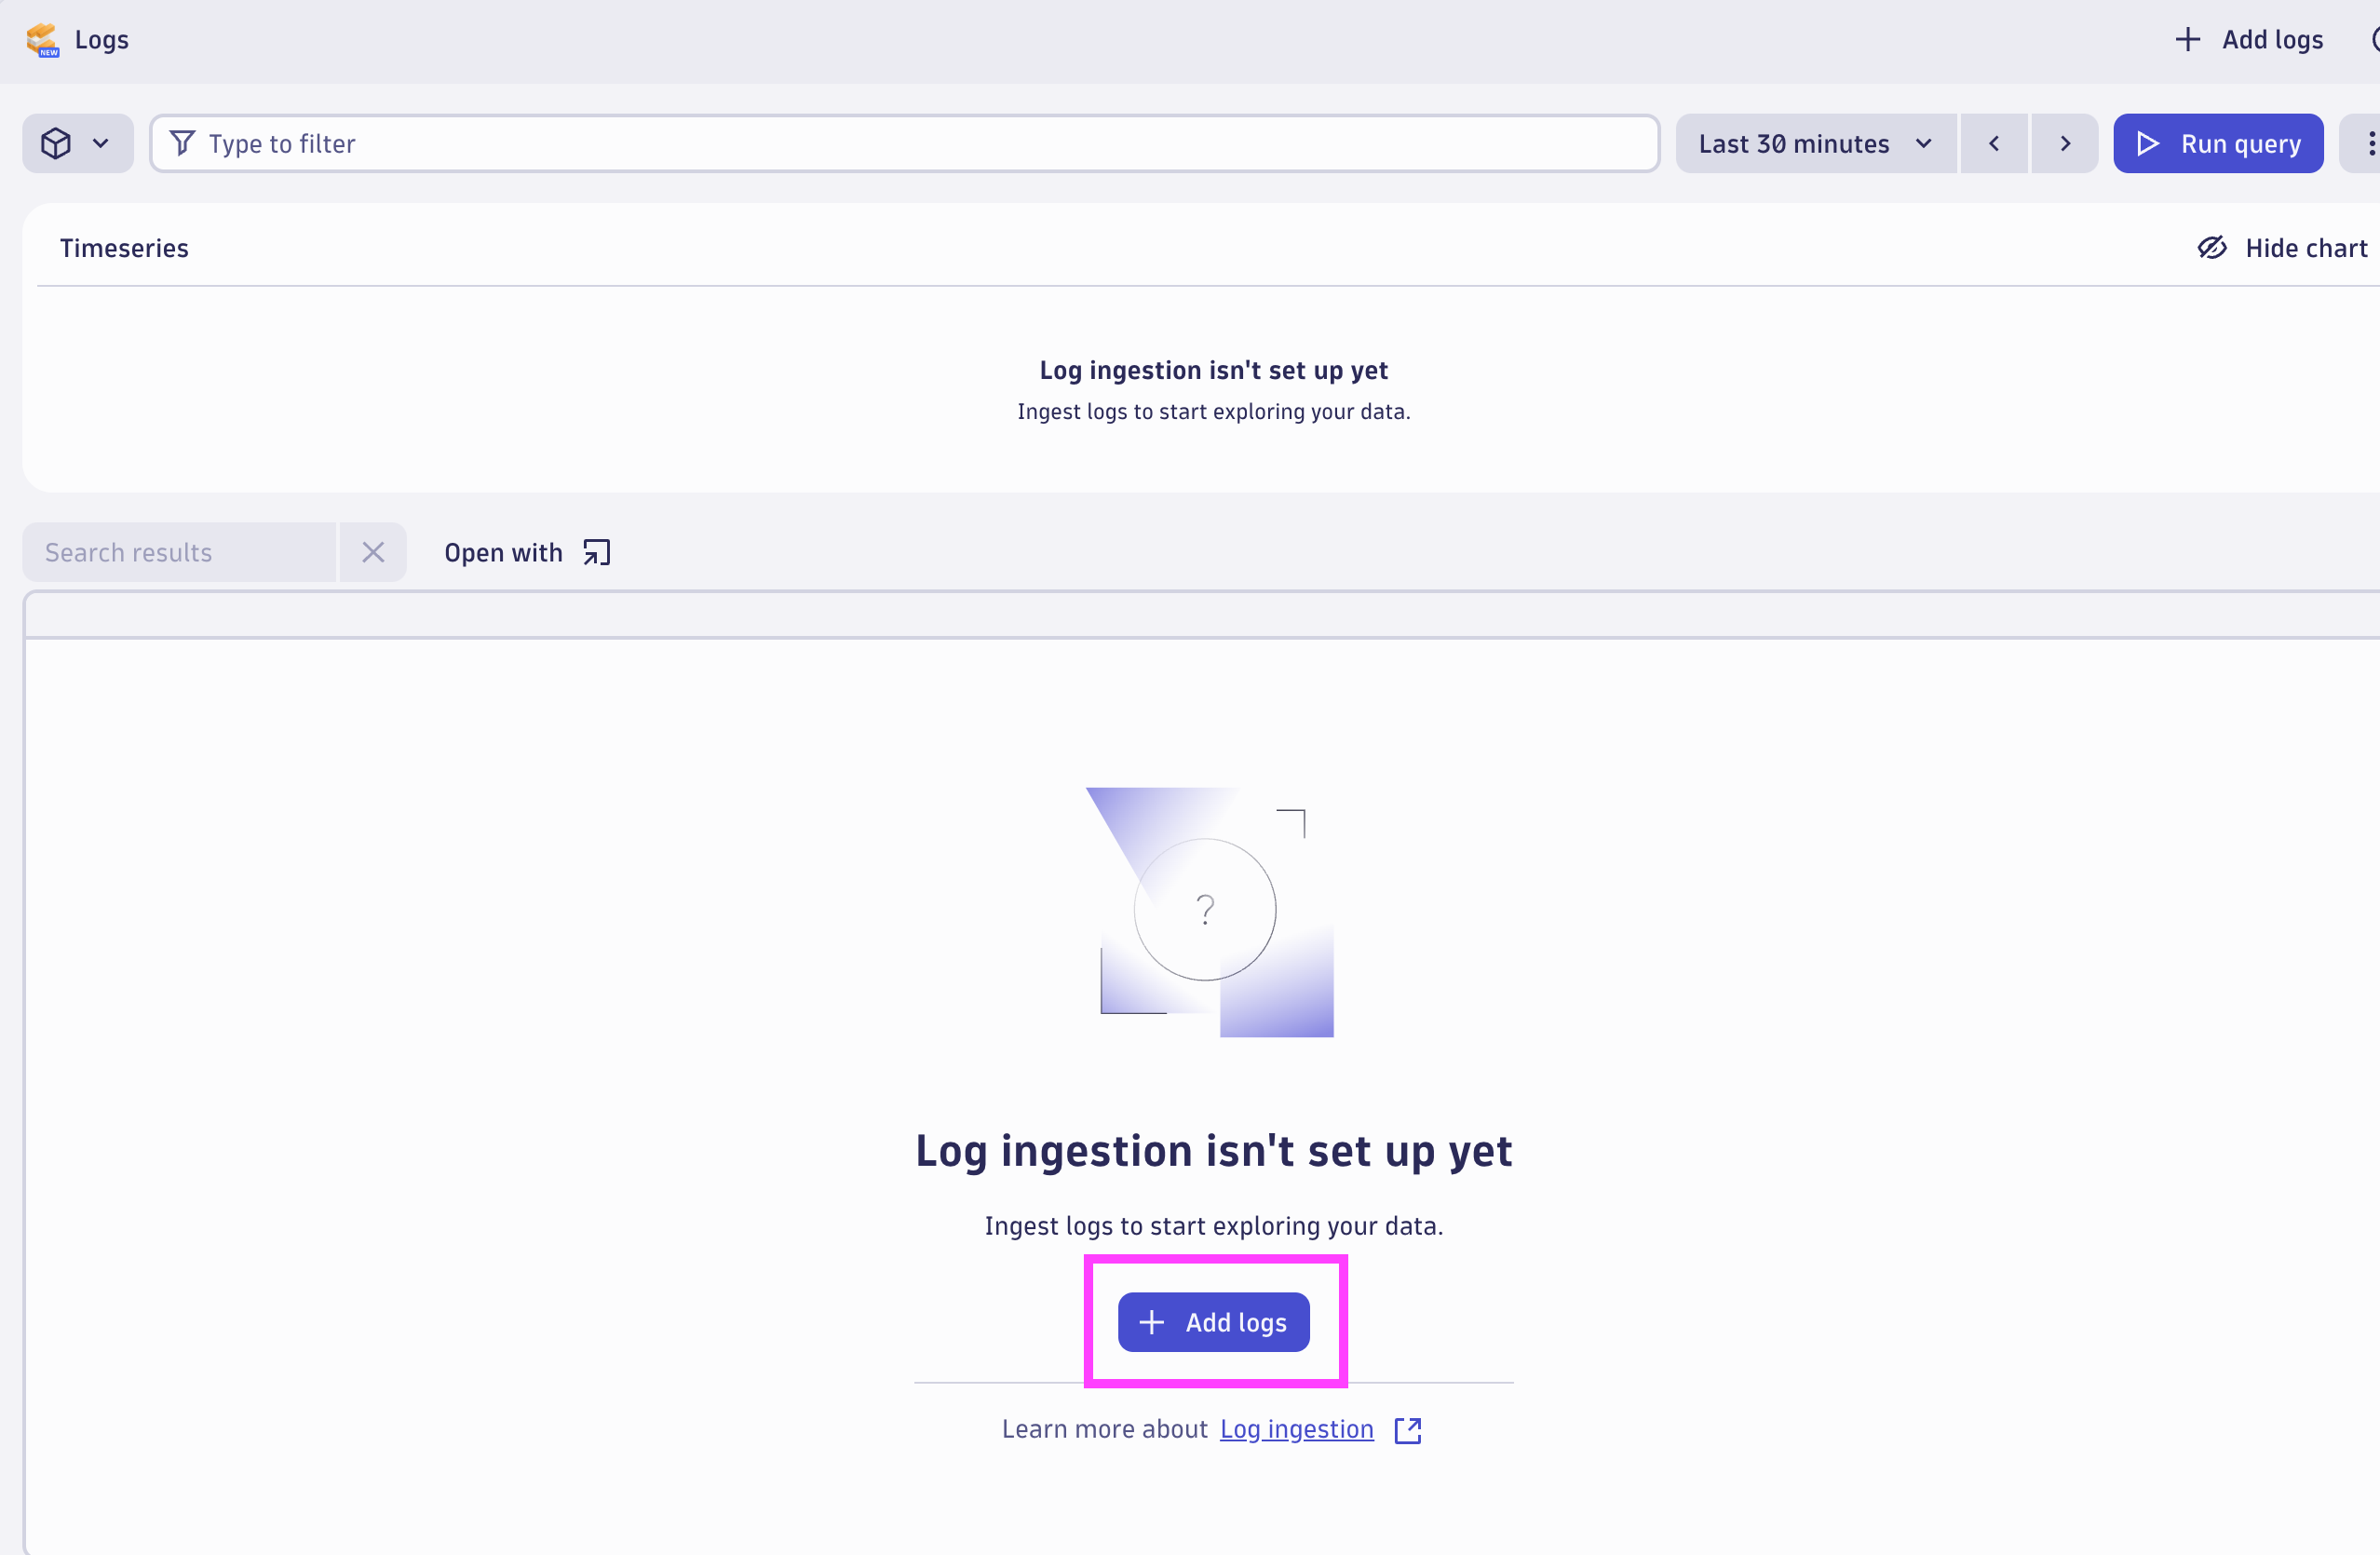 NEW
Logs
Add logs
Type to filter
Last 30 minutes
Run query
Timeseries
Hide chart
Log ingestion isn't set up yet
Ingest logs to start exploring your data.
Search results
Open with
?
Log ingestion isn't set up yet
Ingest logs to start exploring your data.
Add logs
Learn more about Log ingestion